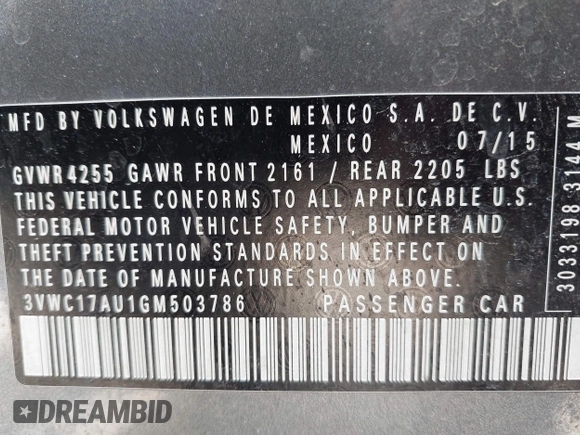 MFD BY VOLKSWAGEN DE MEXICO S.A. DE C.V.
MEXICO 07/15
GVWR4255 GAWR FRONT 2161 / REAR 2205 LBS
THIS VEHICLE CONFORMS TO ALL APPLICABLE U.S.
FEDERAL MOTOR VEHICLE SAFETY, BUMPER AND
THEFT PREVENTION STANDARDS IN EFFECT ON
THE DATE OF MANUFACTURE SHOWN ABOVE.
3VWC17AU1GM503786 PASSENGER CAR
3033198 3144M
DREAMBID